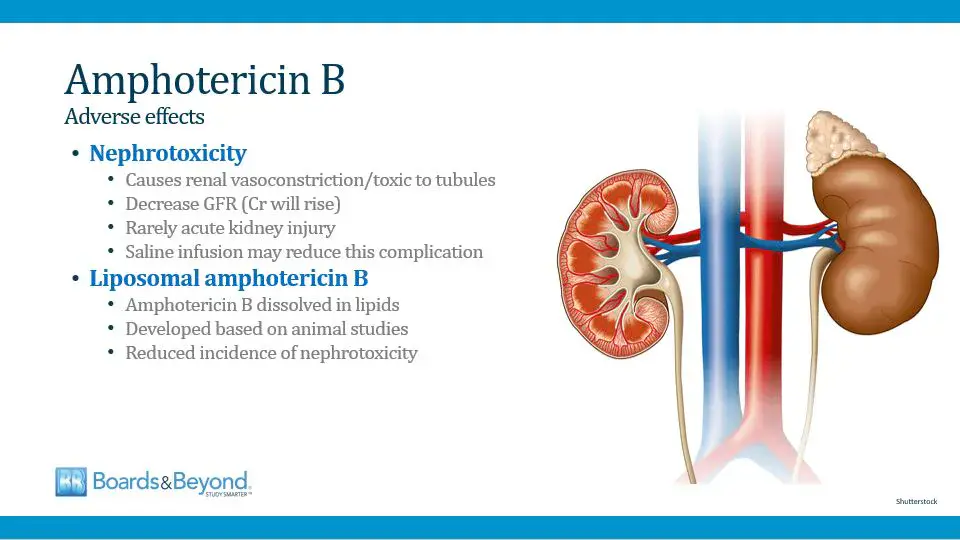 Amphotericin B
Adverse effects
• Nephrotoxicity
• Causes renal vasoconstriction/toxic to tubules
• Decrease GFR (Cr will rise)
• Rarely acute kidney injury
• Saline infusion may reduce this complication
• Liposomal amphotericin B
• Amphotericin B dissolved in lipids
• Developed based on animal studies
• Reduced incidence of nephrotoxicity
BB Boards&Beyond®
STUDY SMARTER™
Shutterstock